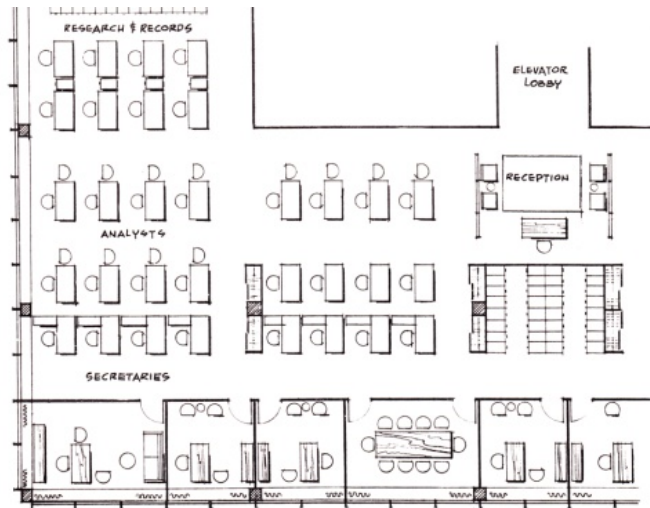 RESEARCH & RECORDS
ELEVATOR
LOBBY
RECEPTION
ANALYSTS
SECRETARIES